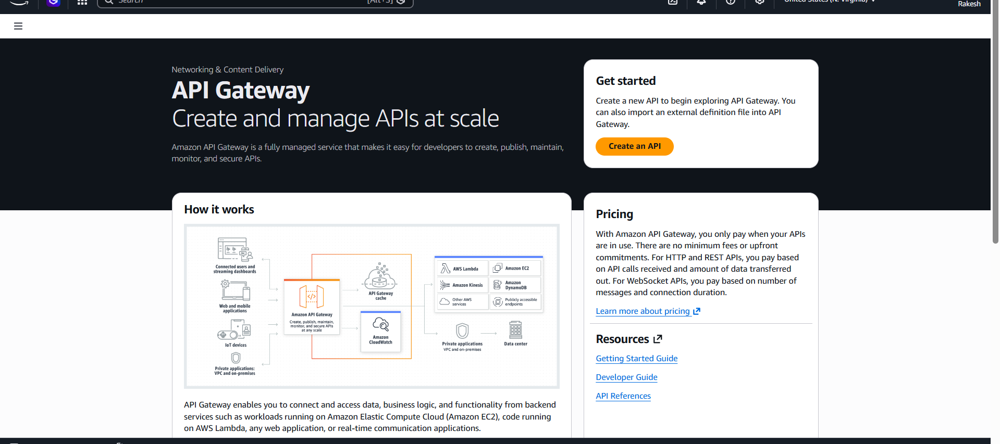 Search
[Alt+S]
United States (N. Virginia)
Rakesh
Networking & Content Delivery
API Gateway
Create and manage APIs at scale
Amazon API Gateway is a fully managed service that makes it easy for developers to create, publish, maintain,
monitor, and secure APIs.
Get started
Create a new API to begin exploring API Gateway. You
can also import an external definition file into API
Gateway.
Create an API
How it works
Connected users and
streaming dashboards
Web and mobile
applications
IoT devices
Private applications:
VPC and on-premises
Amazon API Gateway
Create, publish, maintain,
monitor, and secure APIs
at any scale
API Gateway
cache
Amazon
CloudWatch
AWS Lambda
Amazon EC2
Amazon Kinesis
Amazon
DynamoDB
Other AWS
services
Publicly accessible
endpoints
Private applications
VPC and on-premises
Data center
API Gateway enables you to connect and access data, business logic, and functionality from backend
services such as workloads running on Amazon Elastic Compute Cloud (Amazon EC2), code running
on AWS Lambda, any web application, or real-time communication applications.
Pricing
With Amazon API Gateway, you only pay when your APIs
are in use. There are no minimum fees or upfront
commitments. For HTTP and REST APIs, you pay based
on API calls received and amount of data transferred
out. For WebSocket APIs, you pay based on number of
messages and connection duration.
Learn more about pricing
Resources
Getting Started Guide
Developer Guide
API References